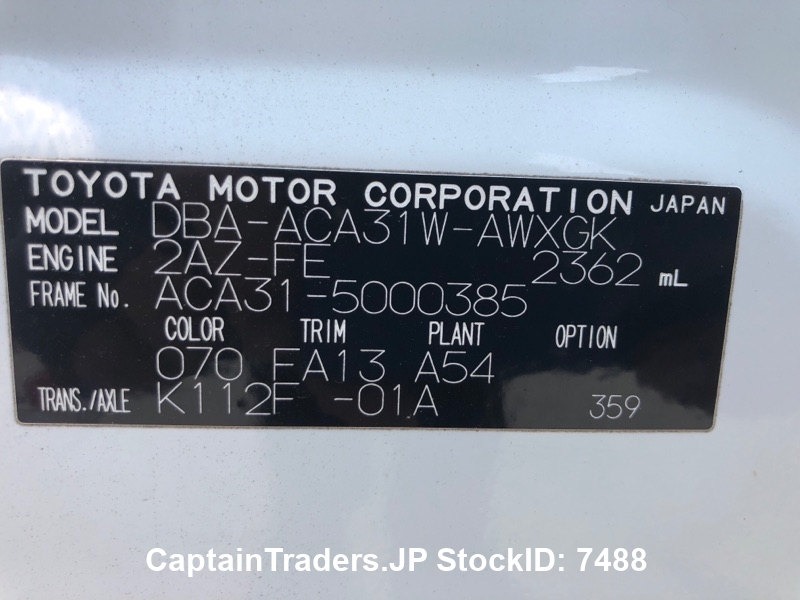 TOYOTA MOTOR CORPORATION JAPAN
MODEL DBA-ACA31W-AWXGK
ENGINE 2AZ-FE 2362 mL
FRAME No. ACA31-5000385
COLOR TRIM PLANT OPTION
070 FA13 A54
TRANS./AXLE K112F -01A 359
CaptainTraders.JP StockID: 7488